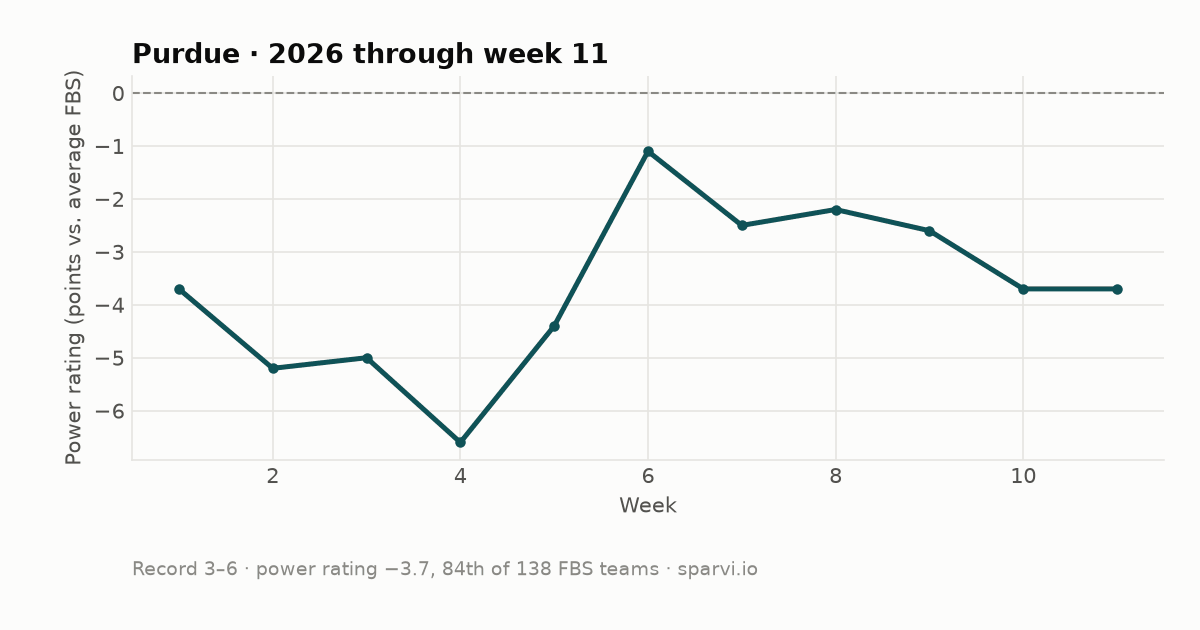 Purdue · 2026 through week 11
Power rating (points vs. average FBS)
0
−1
−2
−3
−4
−5
−6
2 4 6 8 10
Week
Record 3–6 · power rating −3.7, 84th of 138 FBS teams · sparvi.io